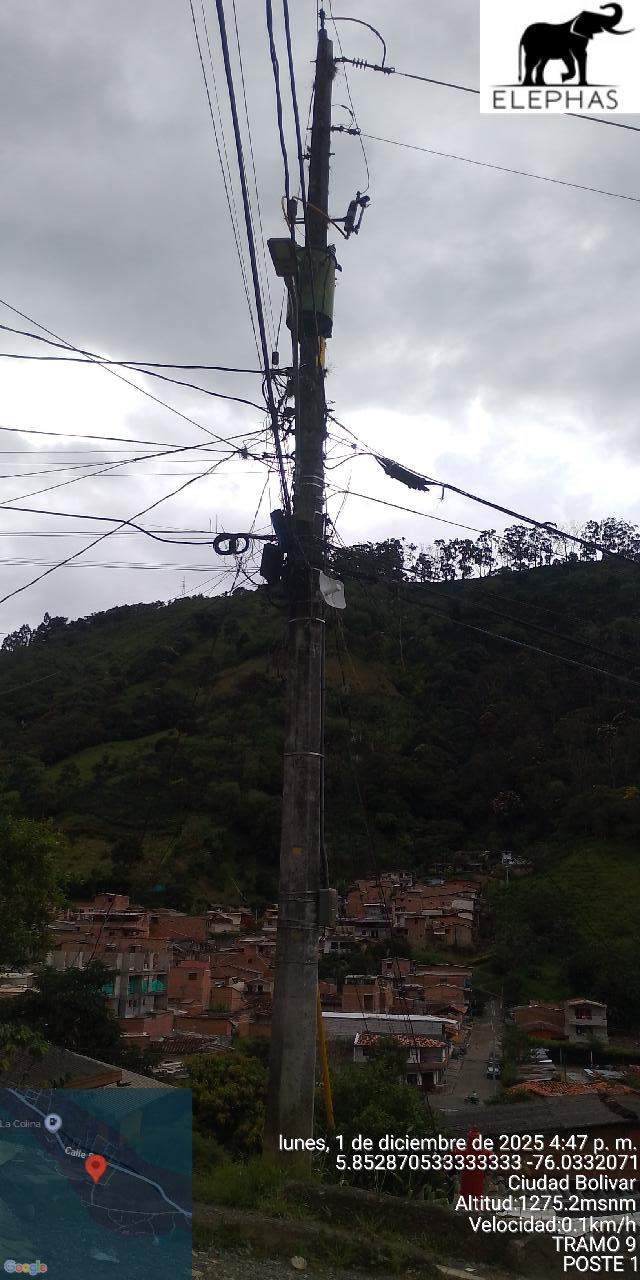 ELEPHAS
La Colina
Calle
lunes, 1 de diciembre de 2025 4:47 p. m.
5.852870533333333 -76.0332071
Ciudad Bolivar
Altitud:1275.2msnm
Velocidad:0.1km/h
TRAMO 9
POSTE 1
Google